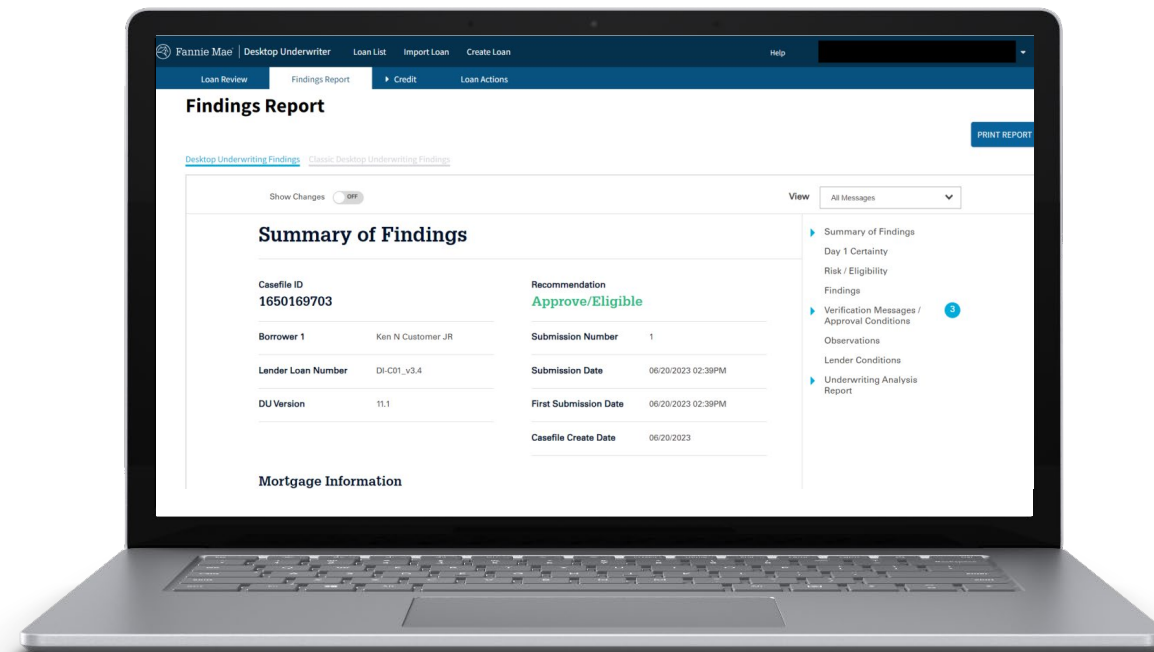 Fannie Mae | Desktop Underwriter Loan List Import Loan Create Loan Help
Loan Review Findings Report Credit Loan Actions
Findings Report
PRINT REPORT
Desktop Underwriting Findings Classic Desktop Underwriting Findings
Show Changes OFF View All Messages
Summary of Findings
Casefile ID
1650169703
Recommendation
Approve/Eligible
Borrower 1 Ken N Customer JR
Submission Number 1
Lender Loan Number DI-C01_v3.4
Submission Date 06/20/2023 02:39PM
DU Version 11.1
First Submission Date 06/20/2023 02:39PM
Casefile Create Date 06/20/2023
Mortgage Information
Summary of Findings
Day 1 Certainty
Risk / Eligibility
Findings
Verification Messages / 3
Approval Conditions
Observations
Lender Conditions
Underwriting Analysis
Report